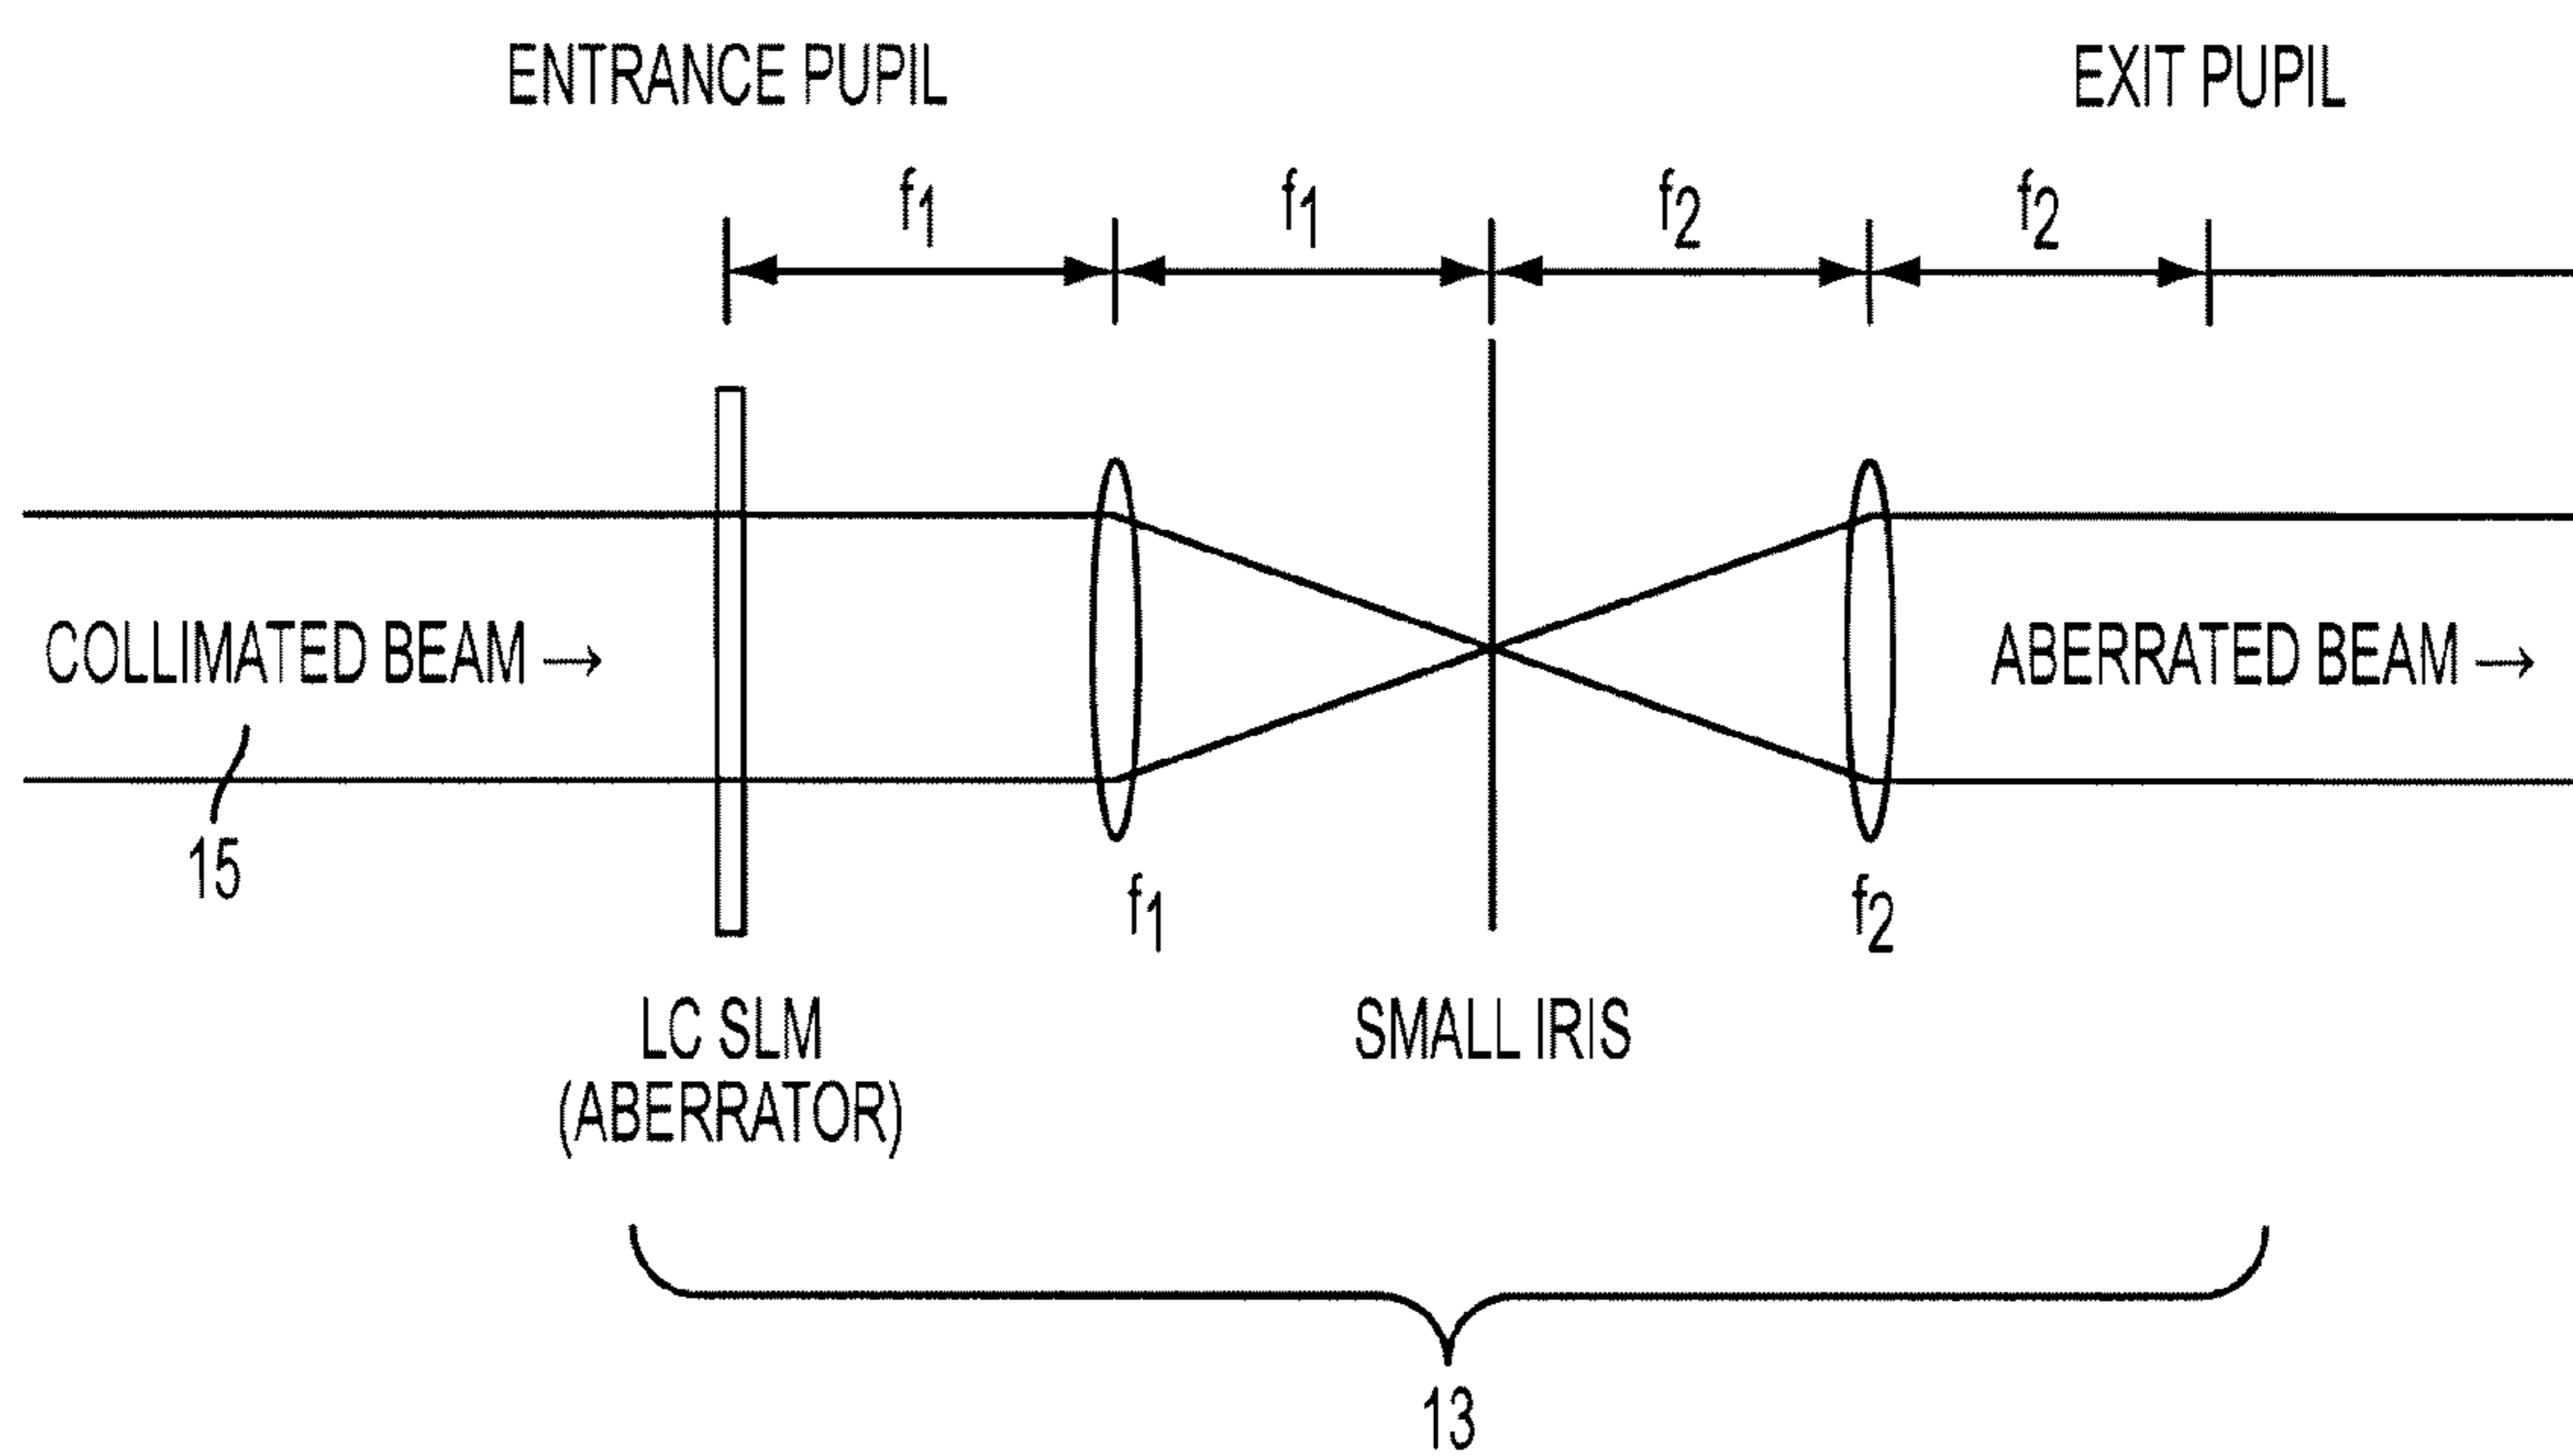 ENTRANCE PUPIL
EXIT PUPIL
f1 f1 f2 f2
COLLIMATED BEAM →
ABERRATED BEAM →
15
f1
f2
LC SLM
(ABERRATOR)
SMALL IRIS
13